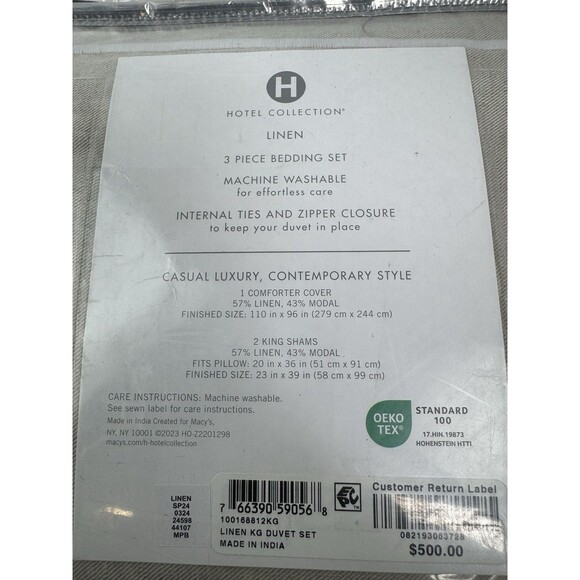 H
HOTEL COLLECTION®
LINEN
3 PIECE BEDDING SET
MACHINE WASHABLE
for effortless care
INTERNAL TIES AND ZIPPER CLOSURE
to keep your duvet in place
CASUAL LUXURY, CONTEMPORARY STYLE
1 COMFORTER COVER
57% LINEN, 43% MODAL
FINISHED SIZE: 110 in x 96 in (279 cm x 244 cm)
2 KING SHAMS
57% LINEN, 43% MODAL
FITS PILLOW: 20 in x 36 in (51 cm x 91 cm)
FINISHED SIZE: 23 in x 39 in (58 cm x 99 cm)
CARE INSTRUCTIONS: Machine washable.
See sewn label for care instructions.
Made in India Created for Macy's,
NY, NY 10001 ©2023 HO-Z2201298
macys.com/h-hotelcollection
OEKO
TEX®
STANDARD
100
17.HIN.19873
HOHENSTEIN HTTI
LINEN
SP24
0324
24598
44107
MPB
7 66390 59056 8
100168812KG
LINEN KG DUVET SET
MADE IN INDIA
EPC
Customer Return Label
082193083728
$500.00